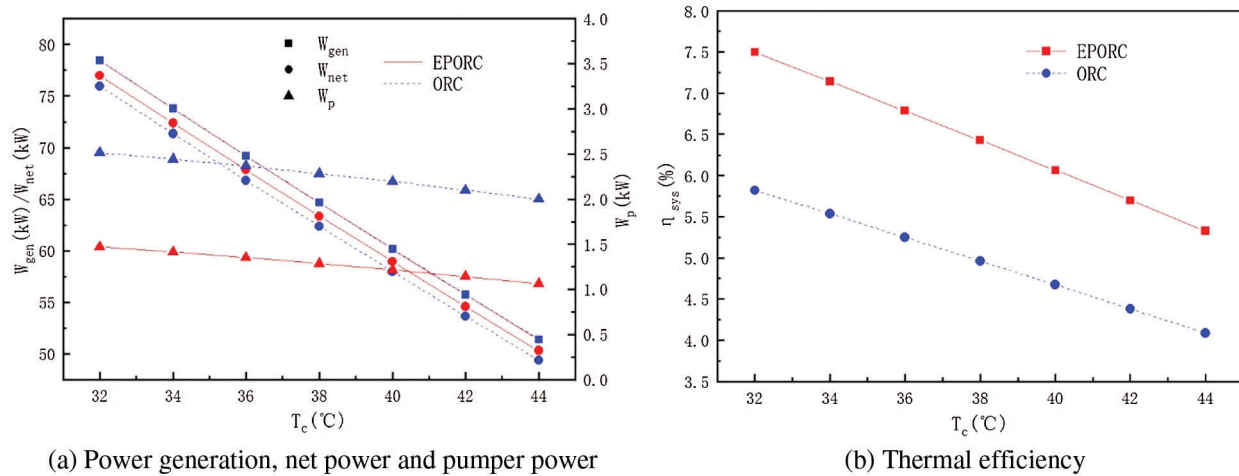 80
75
70
65
60
55
50
W_gen(kW)/W_net(kW)
4.0
3.5
3.0
2.5
2.0
1.5
1.0
0.5
0.0
W_p(kW)
W_gen
W_net
W_p
EPORC
ORC
32 34 36 38 40 42 44
T_c(℃)
(a) Power generation, net power and pumper power
8.0
7.5
7.0
6.5
6.0
5.5
5.0
4.5
4.0
3.5
η_sys(%)
EPORC
ORC
32 34 36 38 40 42 44
T_c(℃)
(b) Thermal efficiency